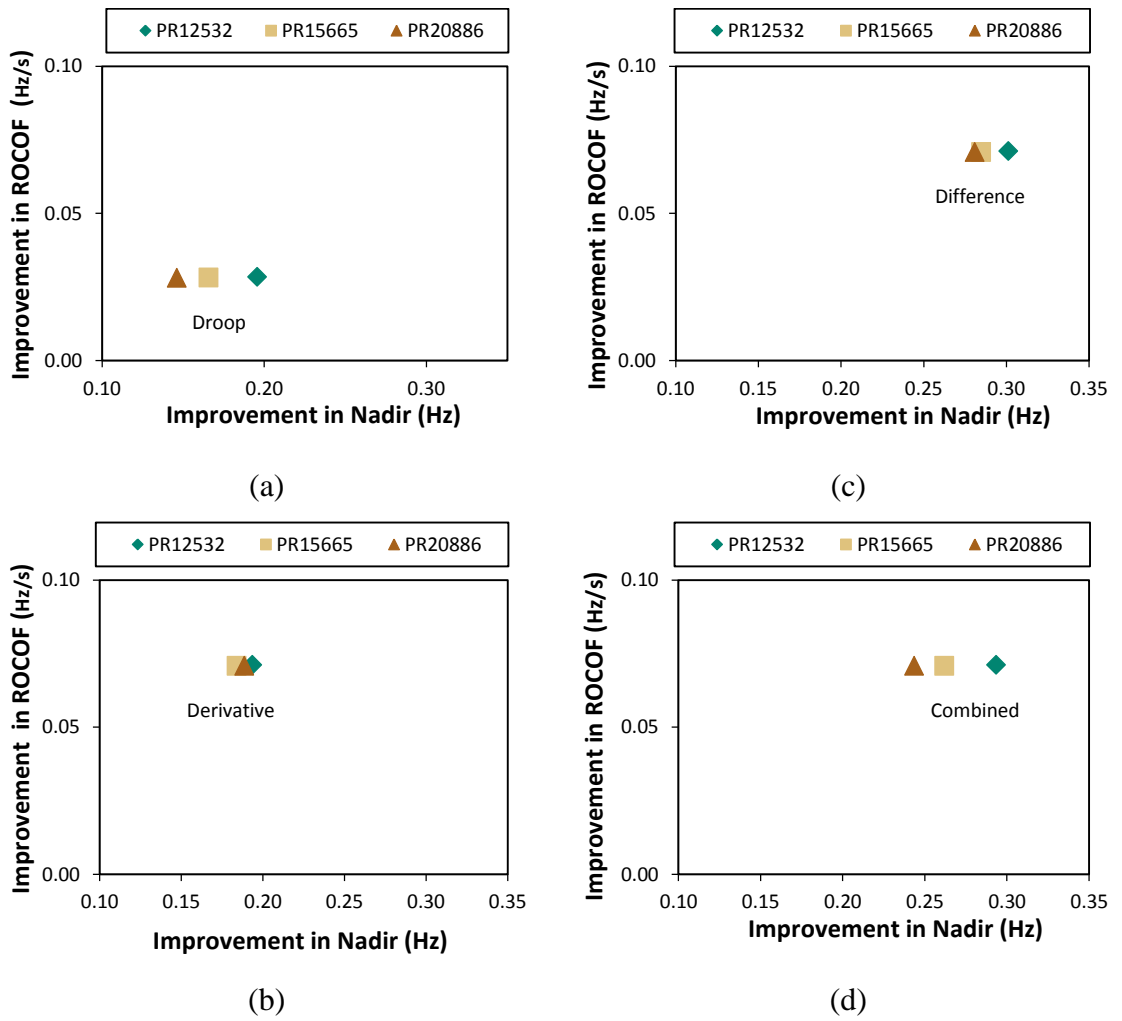 PR12532 PR15665 PR20886
Improvement in ROCOF (Hz/s)
0.10
0.05
0.00
Droop
0.10 0.20 0.30
Improvement in Nadir (Hz)
(a)
PR12532 PR15665 PR20886
Improvement in ROCOF (Hz/s)
0.10
0.05
0.00
Difference
0.10 0.15 0.20 0.25 0.30 0.35
Improvement in Nadir (Hz)
(c)
PR12532 PR15665 PR20886
Improvement in ROCOF (Hz/s)
0.10
0.05
0.00
Derivative
0.10 0.15 0.20 0.25 0.30 0.35
Improvement in Nadir (Hz)
(b)
PR12532 PR15665 PR20886
Improvement in ROCOF (Hz/s)
0.10
0.05
0.00
Combined
0.10 0.15 0.20 0.25 0.30 0.35
Improvement in Nadir (Hz)
(d)